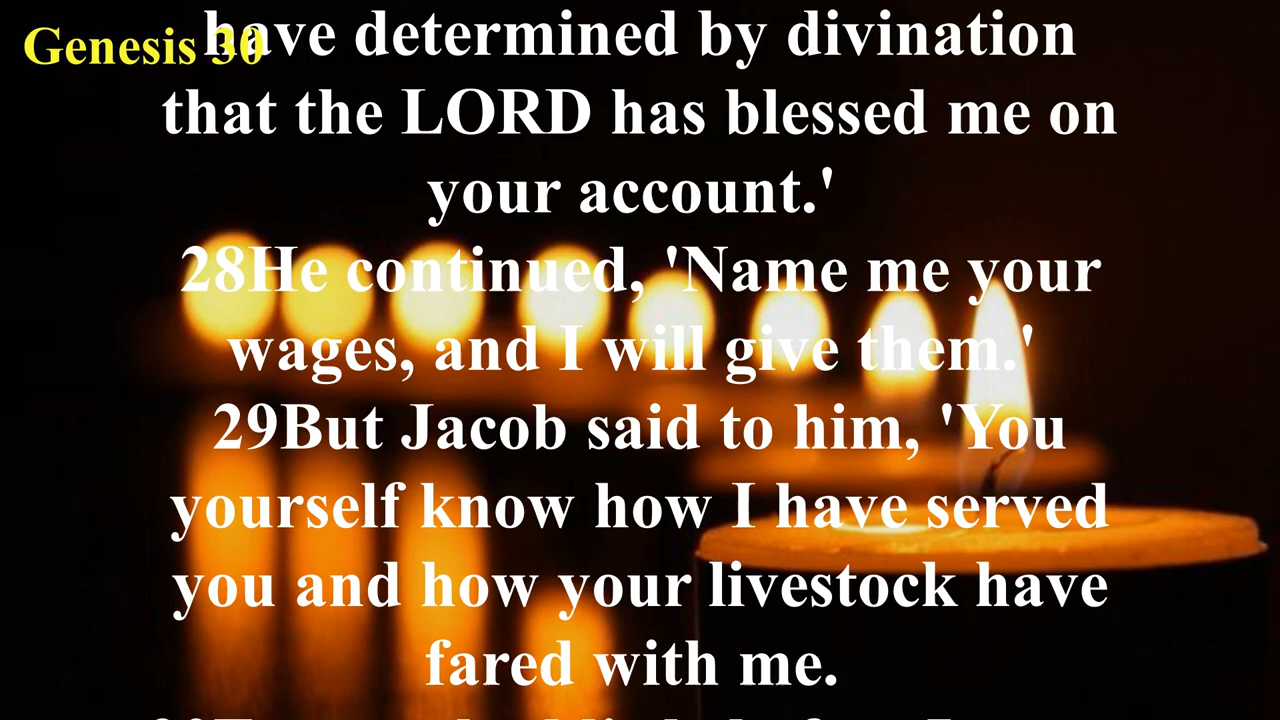 Genesis 30
have determined by divination
that the LORD has blessed me on
your account.'
28He continued, 'Name me your
wages, and I will give them.'
29But Jacob said to him, 'You
yourself know how I have served
you and how your livestock have
fared with me.